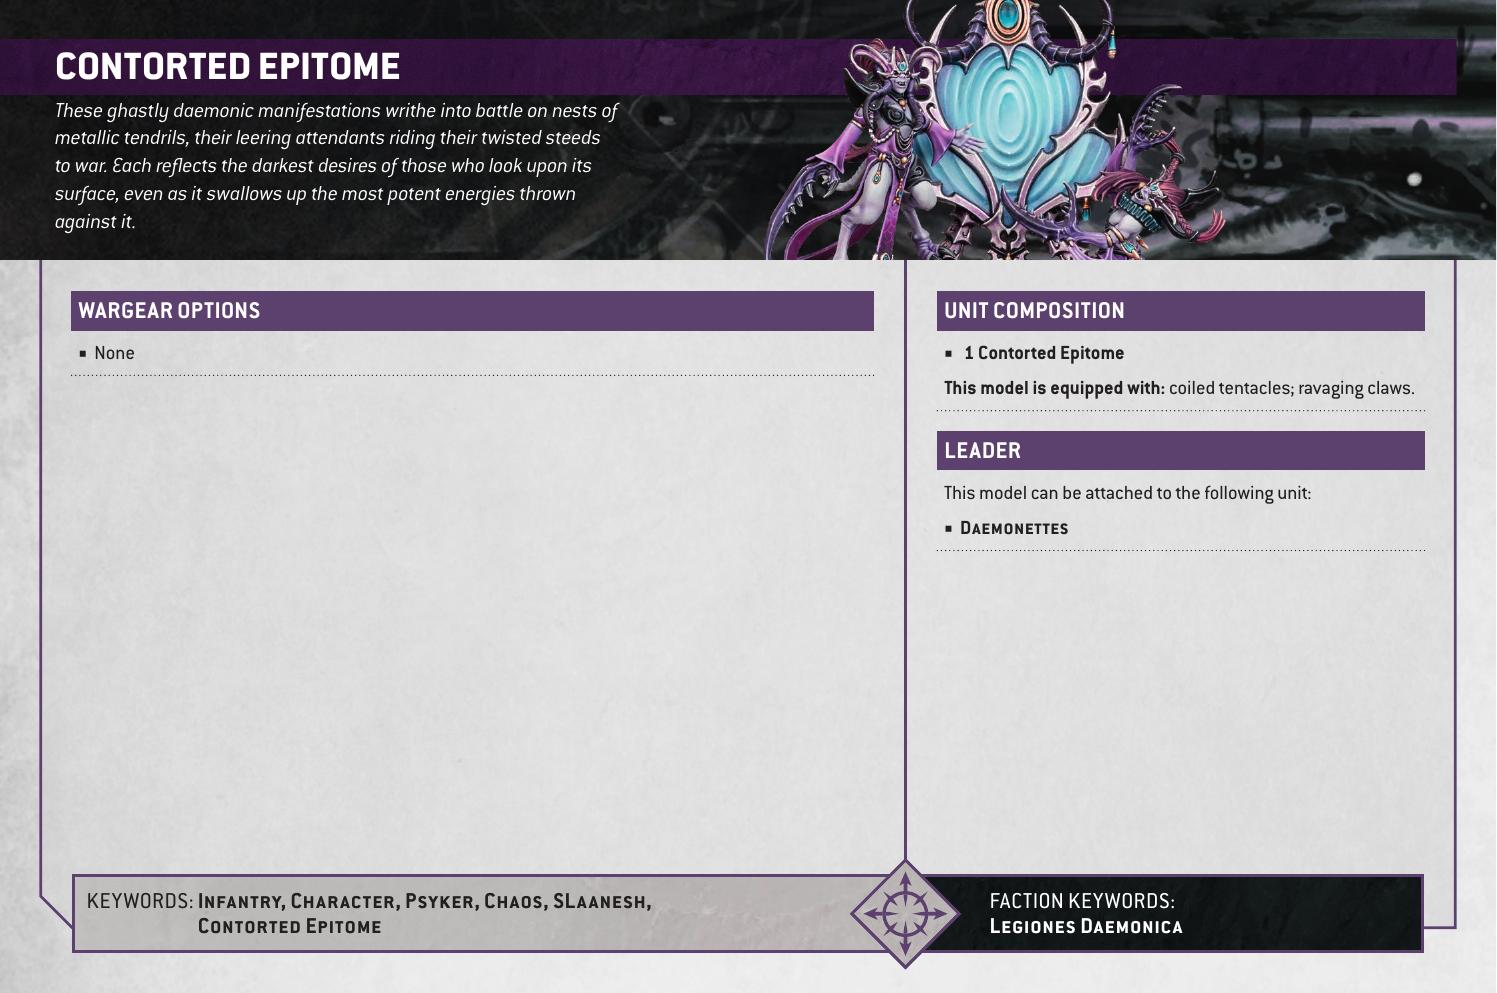 CONTORTED EPITOME
These ghastly daemonic manifestations writhe into battle on nests of
metallic tendrils, their leering attendants riding their twisted steeds
to war. Each reflects the darkest desires of those who look upon its
surface, even as it swallows up the most potent energies thrown
against it.
WARGEAR OPTIONS
▪ None
UNIT COMPOSITION
▪ 1 Contorted Epitome
This model is equipped with: coiled tentacles; ravaging claws.
LEADER
This model can be attached to the following unit:
▪ DAEMONETTES
KEYWORDS: INFANTRY, CHARACTER, PSYKER, CHAOS, SLAANESH,
CONTORTED EPITOME
FACTION KEYWORDS:
LEGIONES DAEMONICA